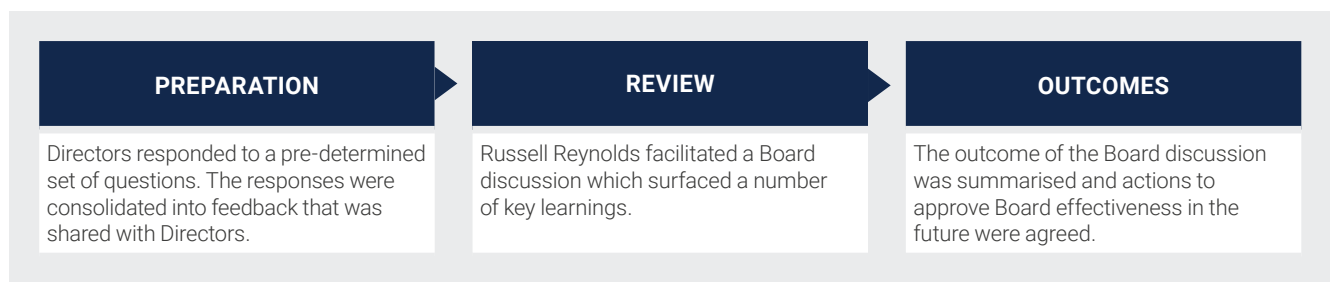 PREPARATION
Directors responded to a pre-determined
set of questions. The responses were
consolidated into feedback that was
shared with Directors.
REVIEW
Russell Reynolds facilitated a Board
discussion which surfaced a number
of key learnings.
OUTCOMES
The outcome of the Board discussion
was summarised and actions to
approve Board effectiveness in the
future were agreed.